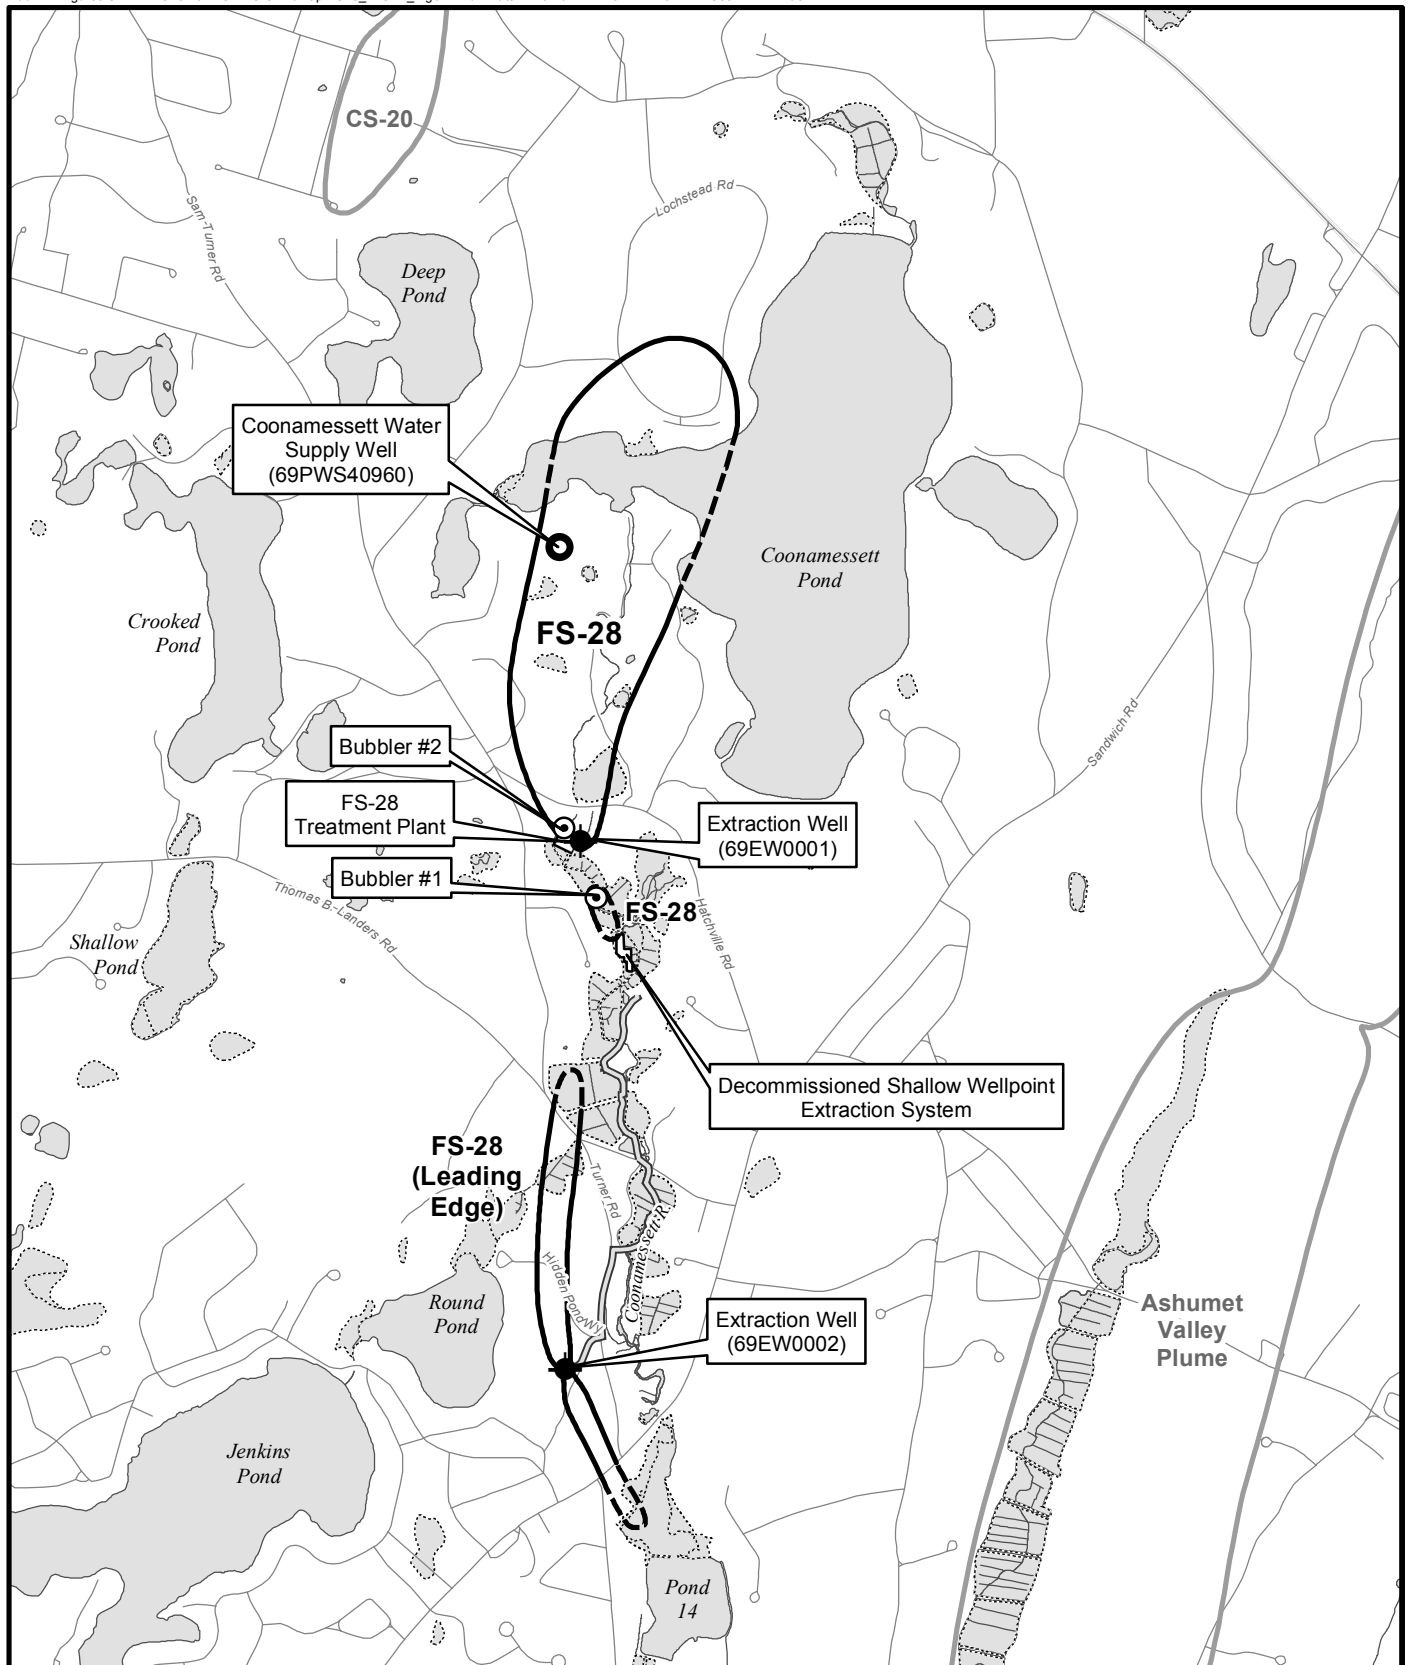 CS-20
Sam-Turner Rd
Lochstead Rd
Deep
Pond
Coonamessett Water
Supply Well
(69PWS40960)
Coonamessett
Pond
Crooked
Pond
FS-28
Sandwich Rd
Bubbler #2
FS-28
Treatment Plant
Extraction Well
(69EW0001)
Bubbler #1
Thomas B.-Landers Rd
FS-28
Hatchville Rd
Shallow
Pond
Decommissioned Shallow Wellpoint
Extraction System
FS-28
(Leading
Edge)
Turner Rd
Coonamessett R.
Hidden Pond Wy
Round
Pond
Extraction Well
(69EW0002)
Ashumet
Valley
Plume
Jenkins
Pond
Pond
14